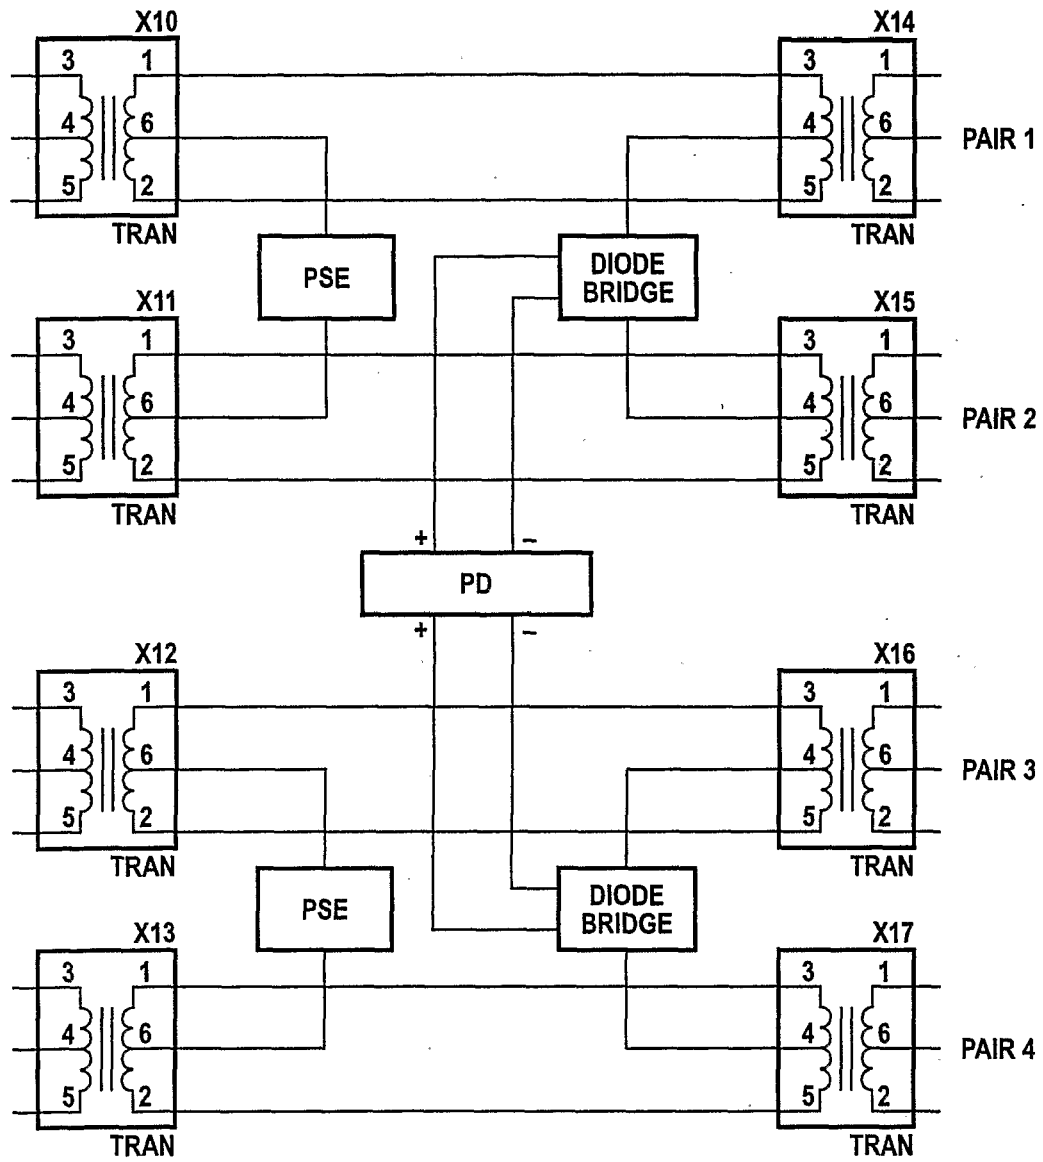 X10 X14
3 1 3 1
4 6 4 6 PAIR 1
5 2 5 2
TRAN TRAN
PSE DIODE BRIDGE
X11 X15
3 1 3 1
4 6 4 6 PAIR 2
5 2 5 2
TRAN TRAN
+ –
PD
+ –
X12 X16
3 1 3 1
4 6 4 6 PAIR 3
5 2 5 2
TRAN TRAN
PSE DIODE BRIDGE
X13 X17
3 1 3 1
4 6 4 6 PAIR 4
5 2 5 2
TRAN TRAN